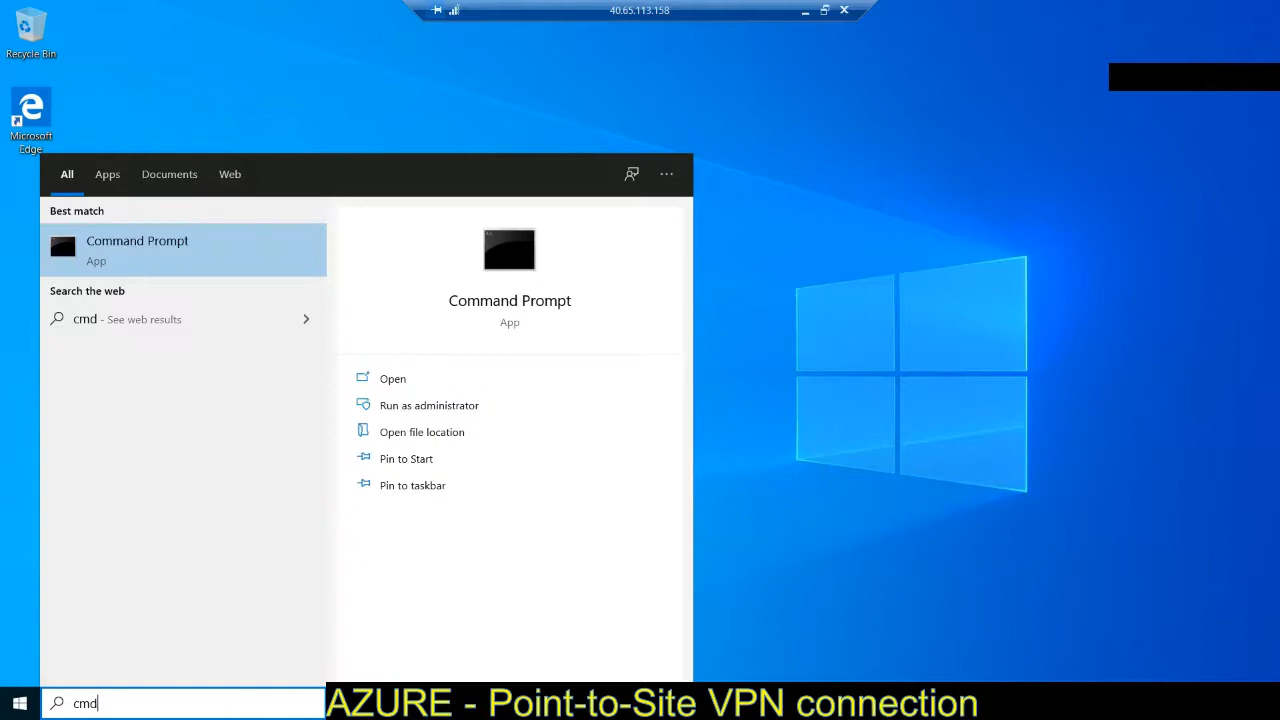 40.65.113.158
Recycle Bin
Microsoft
Edge
All Apps Documents Web
Best match
Command Prompt
App
Search the web
cmd - See web results
Command Prompt
App
Open
Run as administrator
Open file location
Pin to Start
Pin to taskbar
cmd
AZURE - Point-to-Site VPN connection